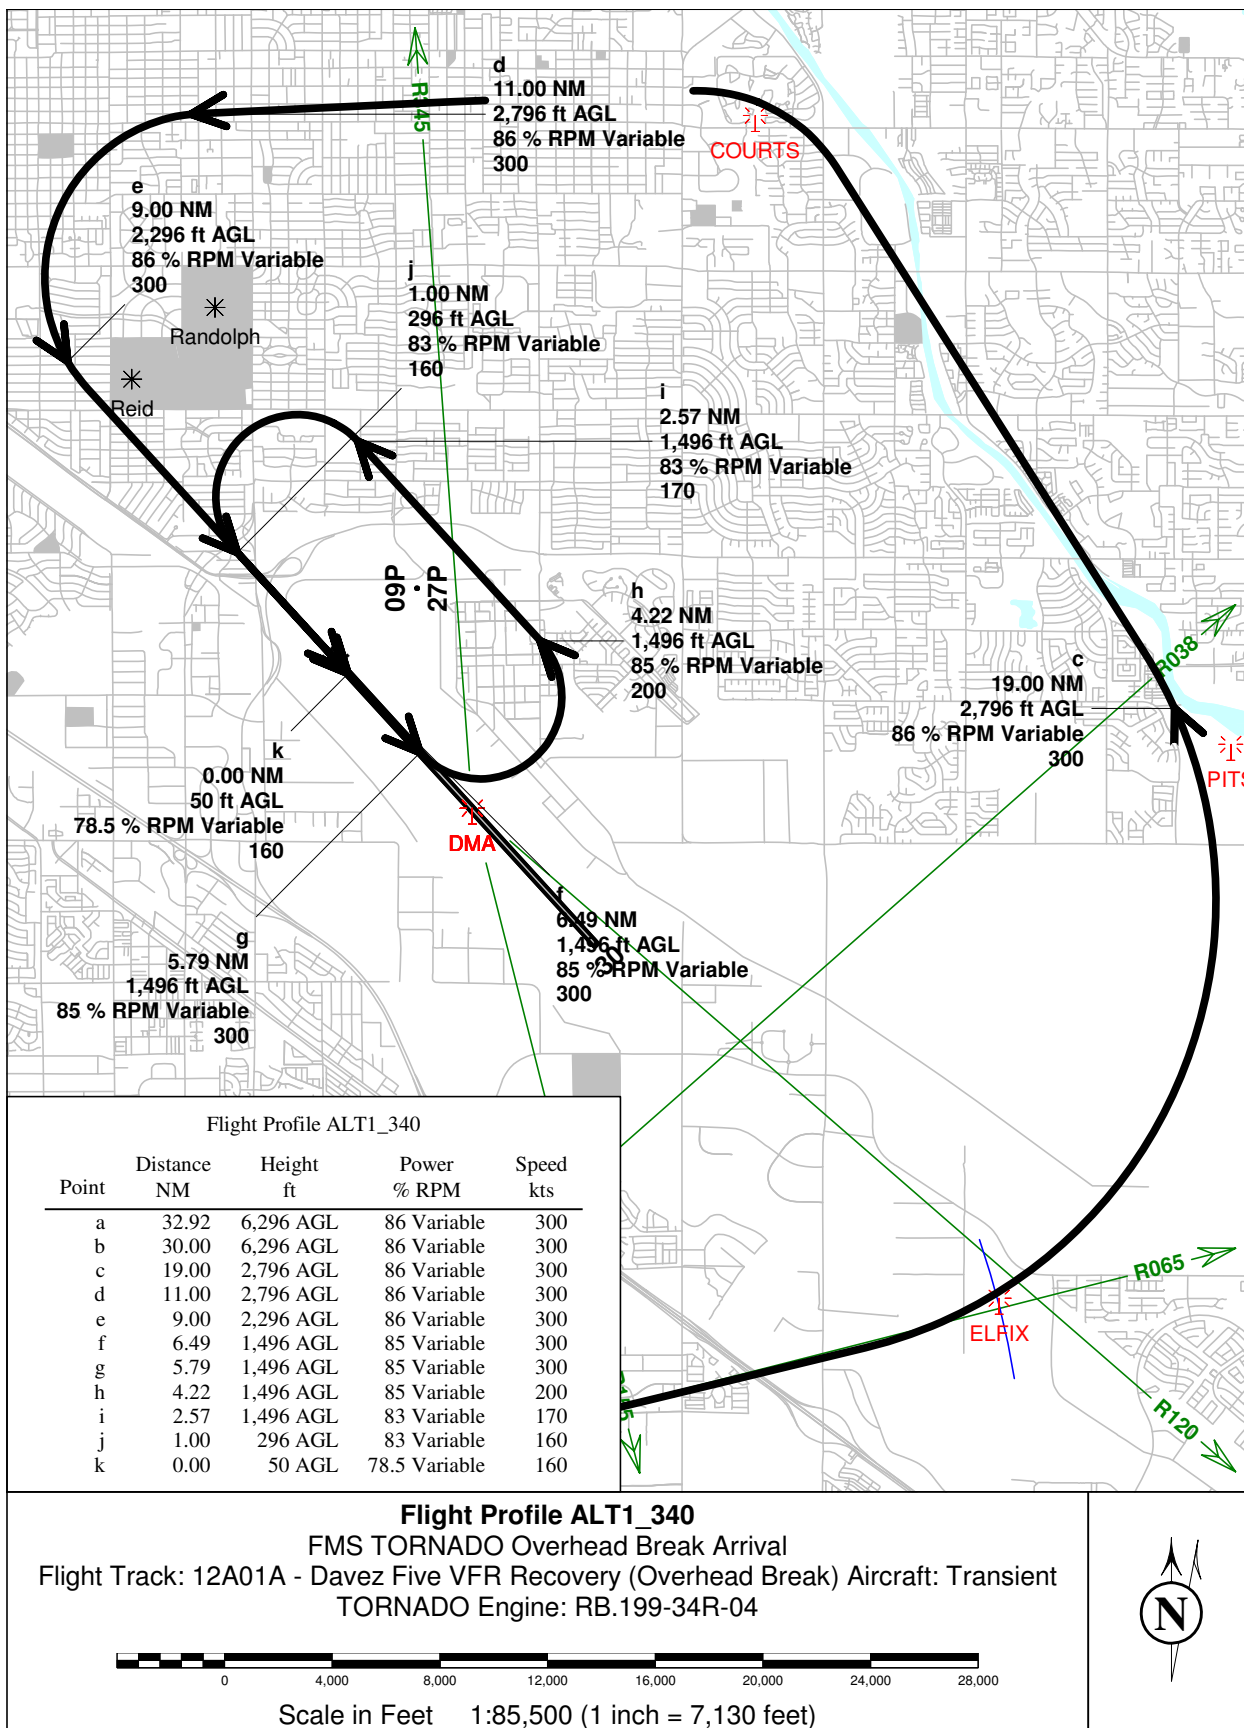 d
11.00 NM
2,796 ft AGL
86 % RPM Variable
300
R345
COURTS
e
9.00 NM
2,296 ft AGL
86 % RPM Variable
300
Randolph
Reid
j
1.00 NM
296 ft AGL
83 % RPM Variable
160
i
2.57 NM
1,496 ft AGL
83 % RPM Variable
170
09P
27P
h
4.22 NM
1,496 ft AGL
85 % RPM Variable
200
R038
c
19.00 NM
2,796 ft AGL
86 % RPM Variable
300
PITS
k
0.00 NM
50 ft AGL
78.5 % RPM Variable
160
DMA
f
6.49 NM
1,496 ft AGL
85 % RPM Variable
300
30
g
5.79 NM
1,496 ft AGL
85 % RPM Variable
300
R065
ELFIX
R120
Flight Profile ALT1_340
Point Distance NM Height ft Power % RPM Speed kts
a 32.92 6,296 AGL 86 Variable 300
b 30.00 6,296 AGL 86 Variable 300
c 19.00 2,796 AGL 86 Variable 300
d 11.00 2,796 AGL 86 Variable 300
e 9.00 2,296 AGL 86 Variable 300
f 6.49 1,496 AGL 85 Variable 300
g 5.79 1,496 AGL 85 Variable 300
h 4.22 1,496 AGL 85 Variable 200
i 2.57 1,496 AGL 83 Variable 170
j 1.00 296 AGL 83 Variable 160
k 0.00 50 AGL 78.5 Variable 160
Flight Profile ALT1_340
FMS TORNADO Overhead Break Arrival
Flight Track: 12A01A - Davez Five VFR Recovery (Overhead Break) Aircraft: Transient
TORNADO Engine: RB.199-34R-04
N
0 4,000 8,000 12,000 16,000 20,000 24,000 28,000
Scale in Feet 1:85,500 (1 inch = 7,130 feet)